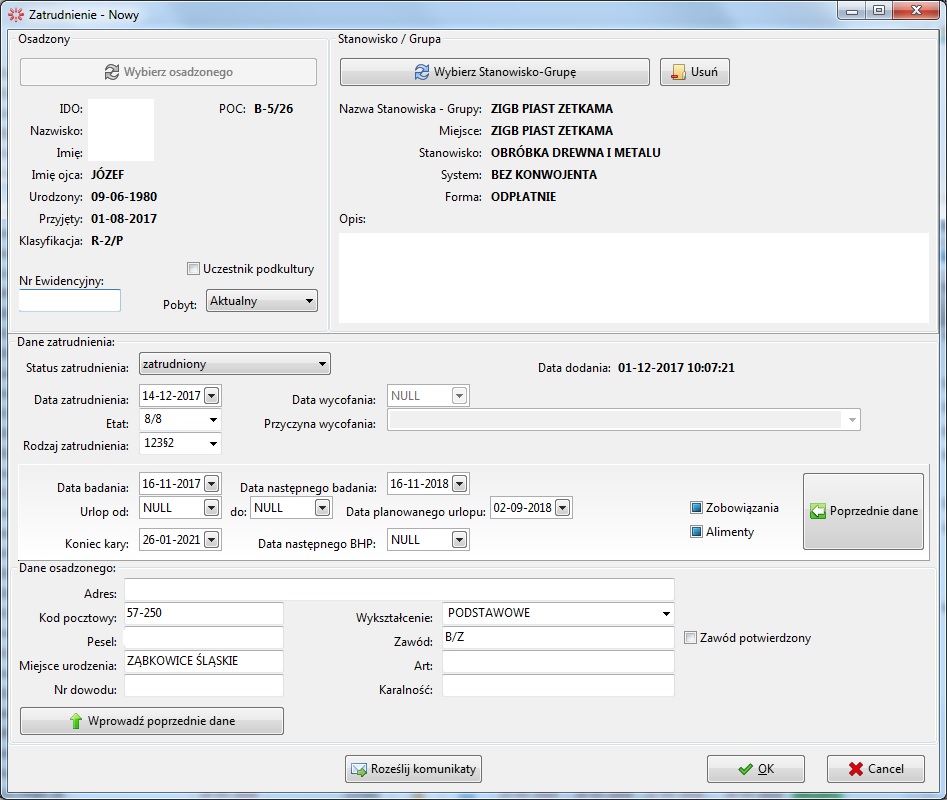 Zatrudnienie - Nowy
Osadzony
Wybierz osadzonego
IDO:
POC: B-5/26
Nazwisko:
Imię:
Imię ojca: JÓZEF
Urodzony: 09-06-1980
Przyjęty: 01-08-2017
Klasyfikacja: R-2/P
Uczestnik podkultury
Nr Ewidencyjny:
Pobyt: Aktualny
Stanowisko / Grupa
Wybierz Stanowisko-Grupę
Usuń
Nazwa Stanowiska - Grupy: ZIGB PIAST ZETKAMA
Miejsce: ZIGB PIAST ZETKAMA
Stanowisko: OBRÓBKA DREWNA I METALU
System: BEZ KONWOJENTA
Forma: ODPŁATNIE
Opis:
Dane zatrudnienia:
Status zatrudnienia: zatrudniony
Data dodania: 01-12-2017 10:07:21
Data zatrudnienia: 14-12-2017
Data wycofania: NULL
Etat: 8/8
Przyczyna wycofania:
Rodzaj zatrudnienia: 123§2
Data badania: 16-11-2017
Data następnego badania: 16-11-2018
Urlop od: NULL do: NULL
Data planowanego urlopu: 02-09-2018
Koniec kary: 26-01-2021
Data następnego BHP: NULL
Zobowiązania
Alimenty
Poprzednie dane
Dane osadzonego:
Adres:
Kod pocztowy: 57-250
Wykształcenie: PODSTAWOWE
Pesel:
Zawód: B/Z
Zawód potwierdzony
Miejsce urodzenia: ZĄBKOWICE ŚLĄSKIE
Art:
Nr dowodu:
Karalność:
Wprowadź poprzednie dane
Roześlij komunikaty
OK
Cancel